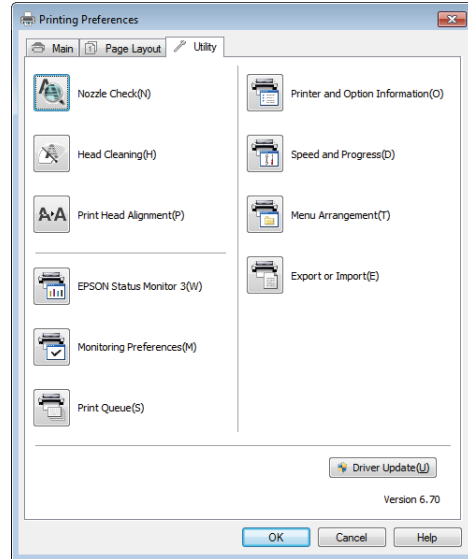 Printing Preferences
Main
Page Layout
Utility
Nozzle Check(N)
Head Cleaning(H)
Print Head Alignment(P)
EPSON Status Monitor 3(W)
Monitoring Preferences(M)
Print Queue(S)
Printer and Option Information(O)
Speed and Progress(D)
Menu Arrangement(T)
Export or Import(E)
Driver Update(U)
Version 6.70
OK
Cancel
Help